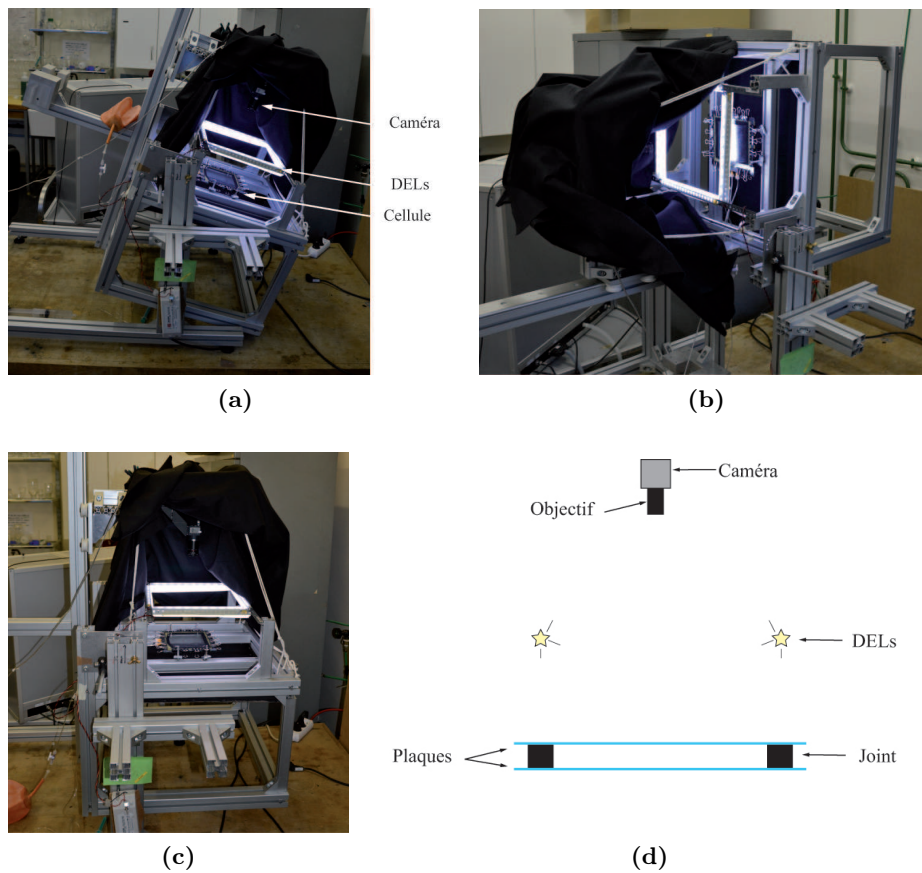 Caméra
DELs
Cellule
(a)
(b)
Caméra
Objectif
DELs
Plaques
Joint
(c)
(d)